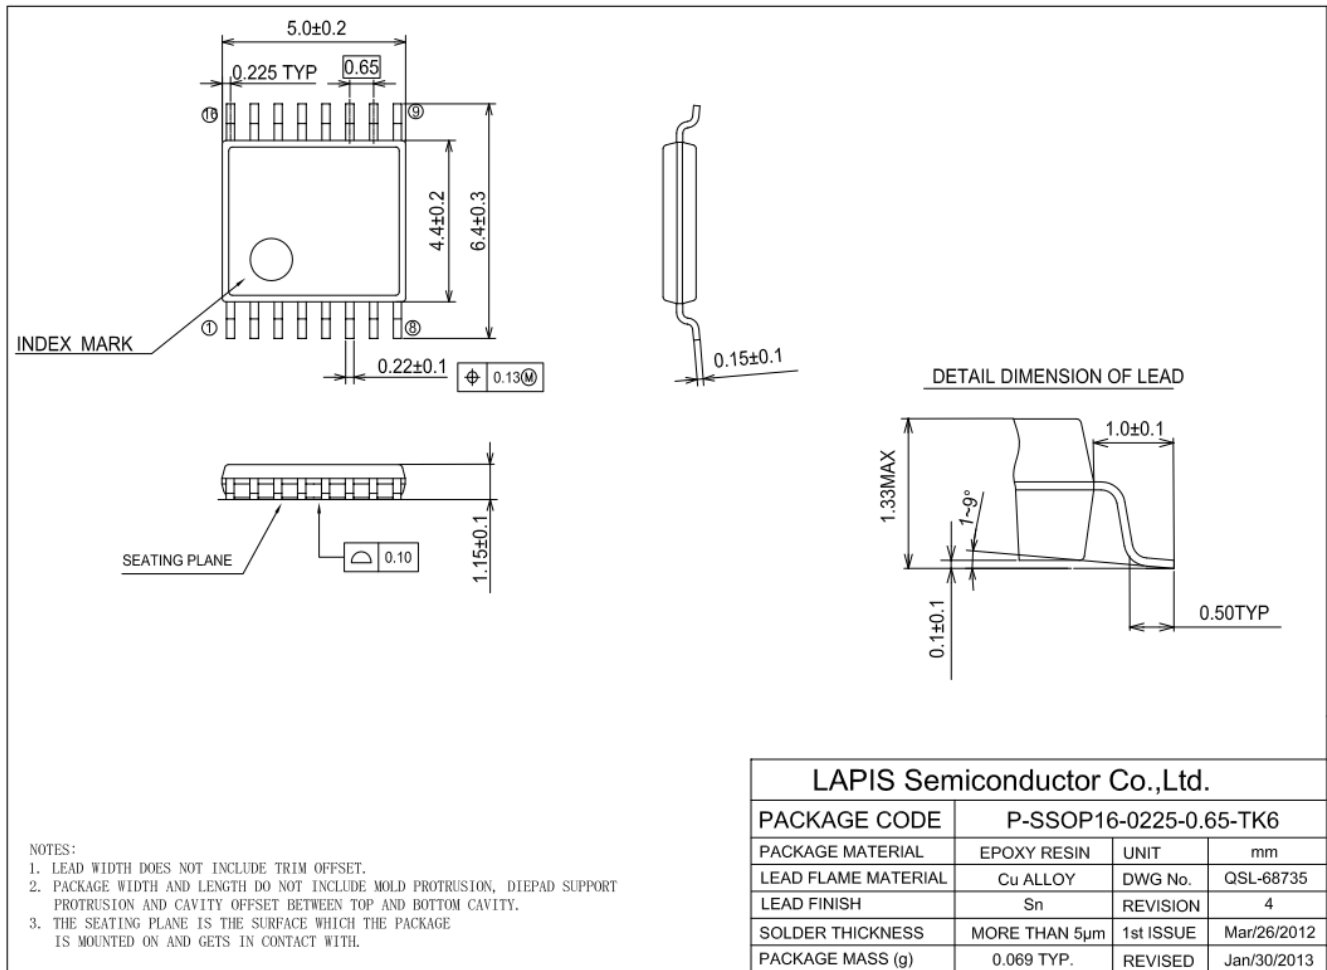 5.0±0.2
0.225 TYP
0.65
16
9
4.4±0.2
6.4±0.3
INDEX MARK
1
8
0.22±0.1
⌖ 0.13Ⓜ
0.15±0.1
DETAIL DIMENSION OF LEAD
1.33MAX
1.0±0.1
1~9°
0.1±0.1
0.50TYP
SEATING PLANE
⌓ 0.10
1.15±0.1
NOTES:
1. LEAD WIDTH DOES NOT INCLUDE TRIM OFFSET.
2. PACKAGE WIDTH AND LENGTH DO NOT INCLUDE MOLD PROTRUSION, DIEPAD SUPPORT
PROTRUSION AND CAVITY OFFSET BETWEEN TOP AND BOTTOM CAVITY.
3. THE SEATING PLANE IS THE SURFACE WHICH THE PACKAGE
IS MOUNTED ON AND GETS IN CONTACT WITH.
LAPIS Semiconductor Co.,Ltd.
PACKAGE CODE P-SSOP16-0225-0.65-TK6
PACKAGE MATERIAL EPOXY RESIN UNIT mm
LEAD FLAME MATERIAL Cu ALLOY DWG No. QSL-68735
LEAD FINISH Sn REVISION 4
SOLDER THICKNESS MORE THAN 5μm 1st ISSUE Mar/26/2012
PACKAGE MASS (g) 0.069 TYP. REVISED Jan/30/2013